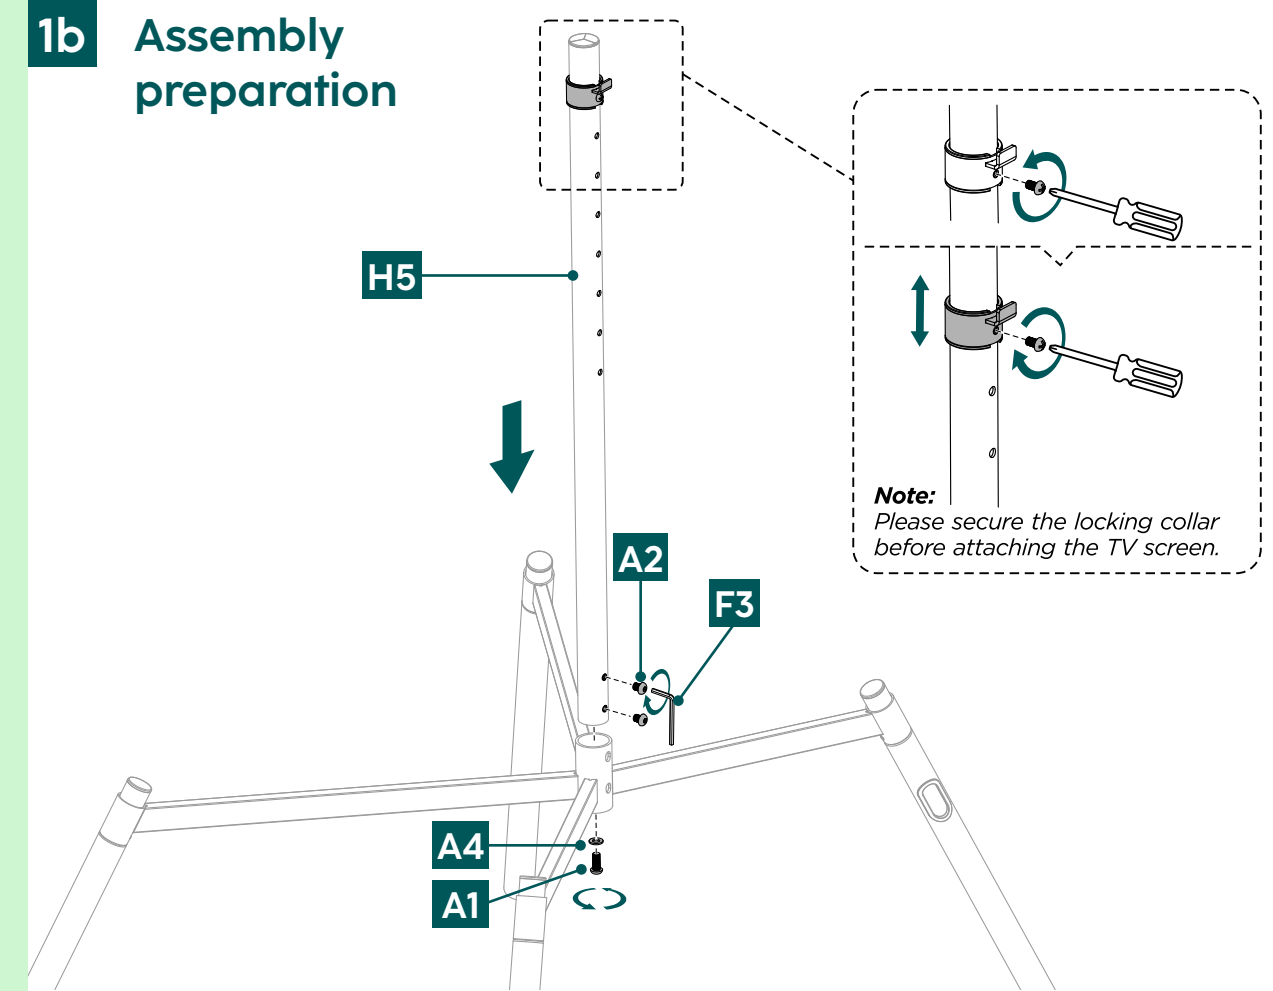 1b
Assembly
preparation
H5
A2
F3
A4
A1
Note:
Please secure the locking collar
before attaching the TV screen.